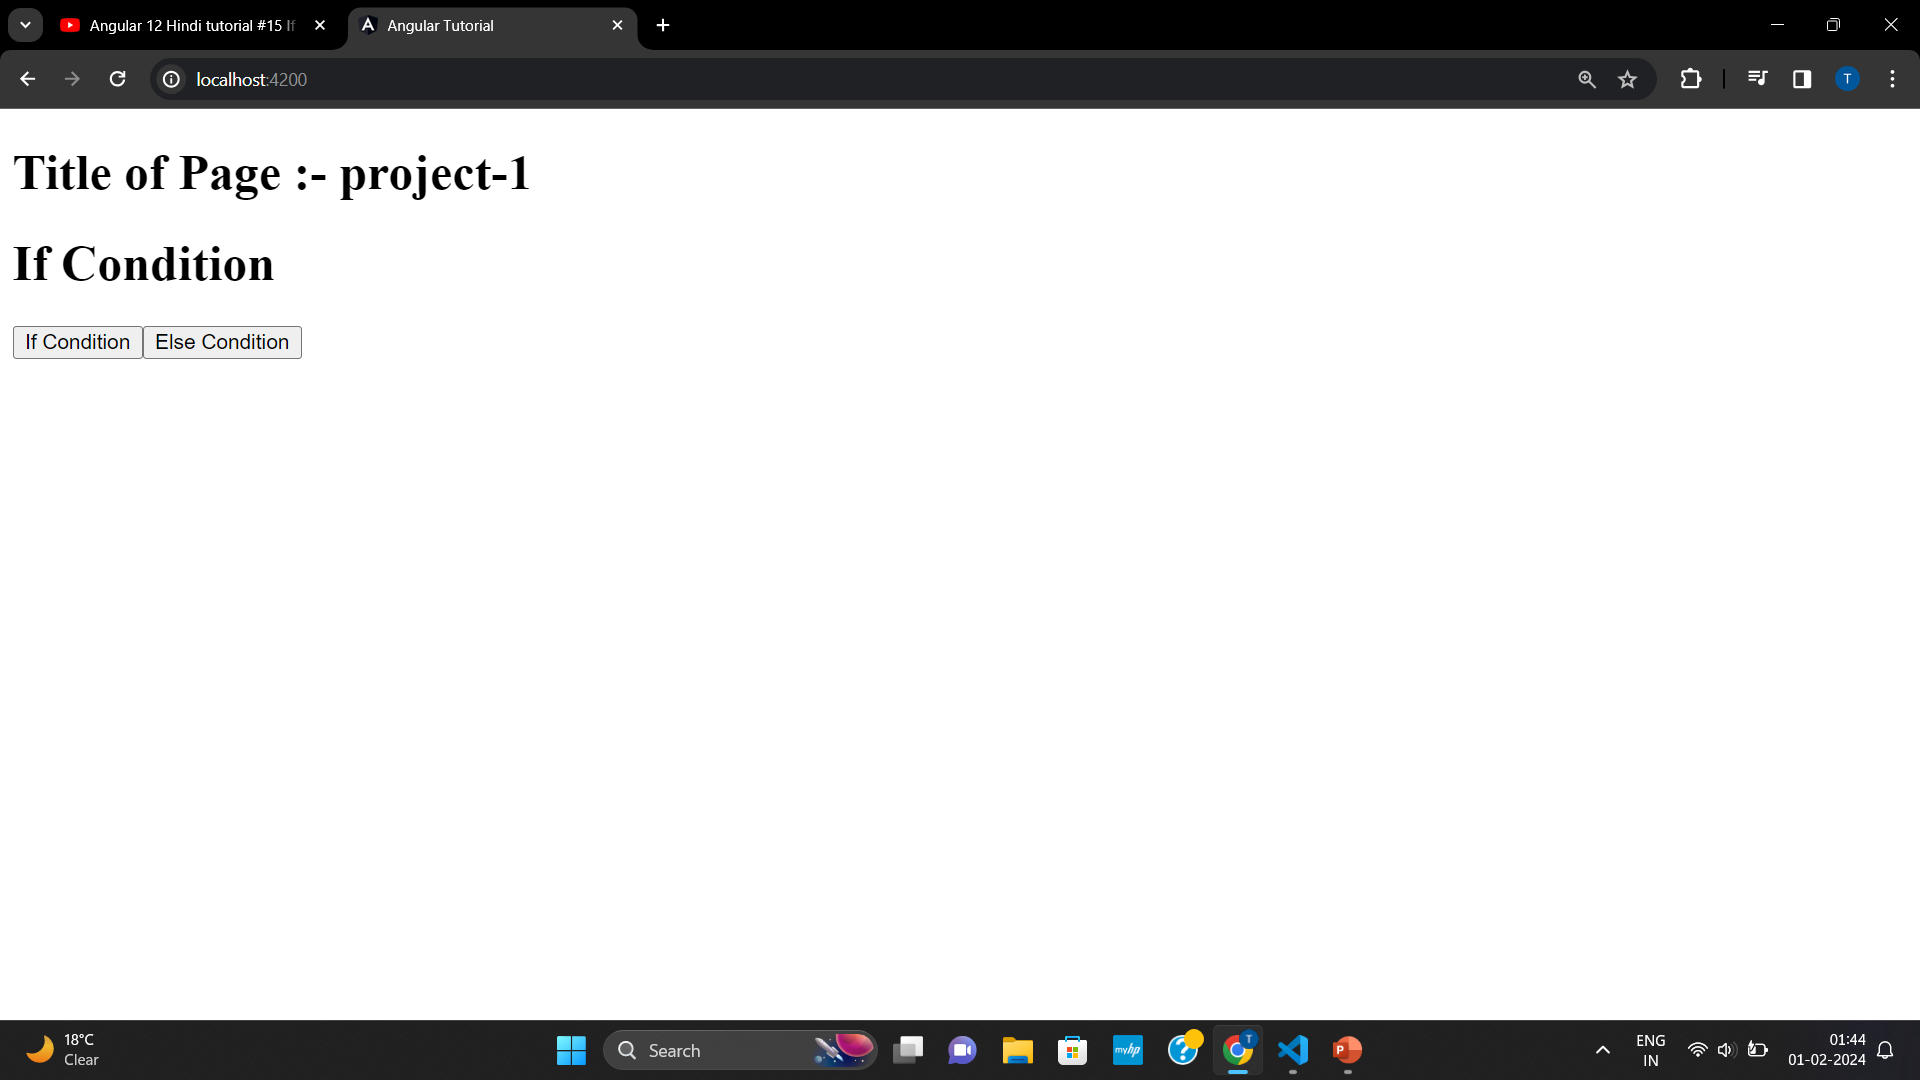 Angular 12 Hindi tutorial #15 If
Angular Tutorial
localhost:4200
T
Title of Page :- project-1
If Condition
If Condition
Else Condition
18°C
Clear
Search
myhp
T
P
ENG
IN
01:44
01-02-2024